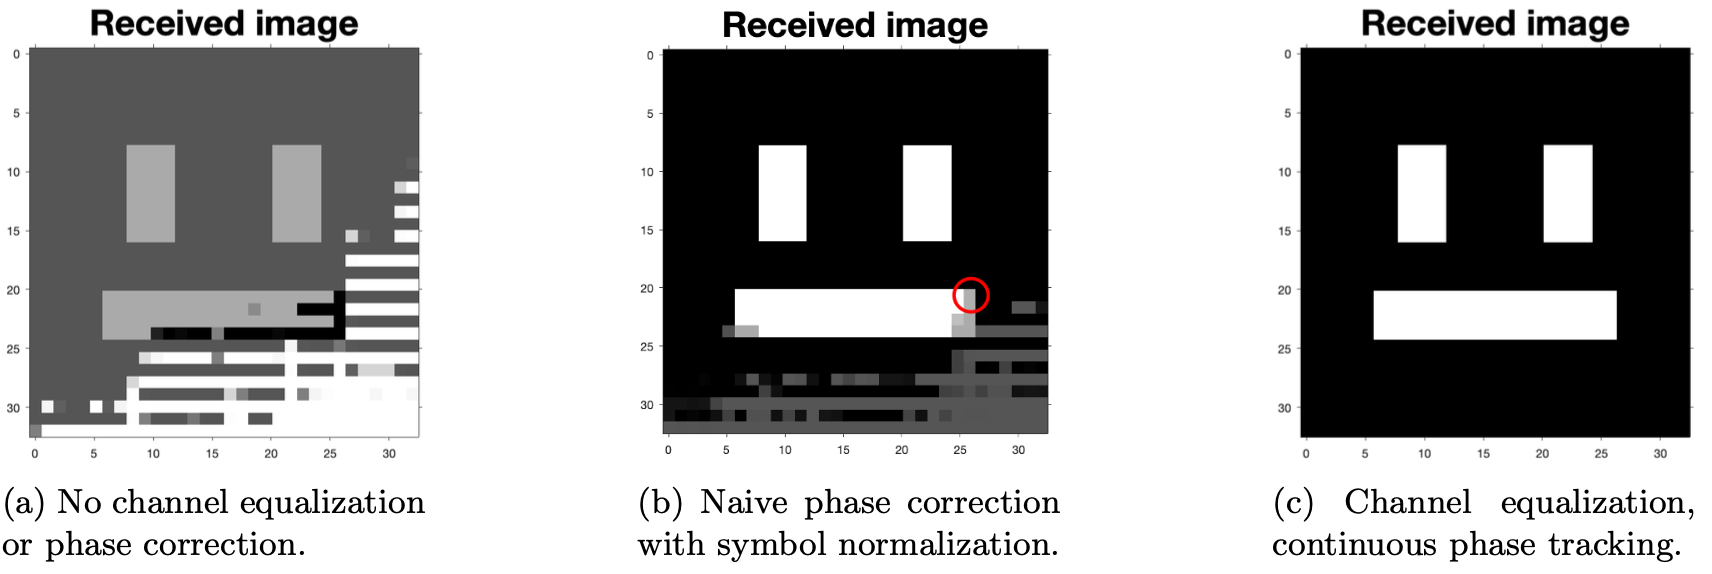 Received image
0
5
10
15
20
25
30
0 5 10 15 20 25 30
(a) No channel equalization
or phase correction.
Received image
0
5
10
15
20
25
30
0 5 10 15 20 25 30
(b) Naive phase correction
with symbol normalization.
Received image
0
5
10
15
20
25
30
0 5 10 15 20 25 30
(c) Channel equalization,
continuous phase tracking.